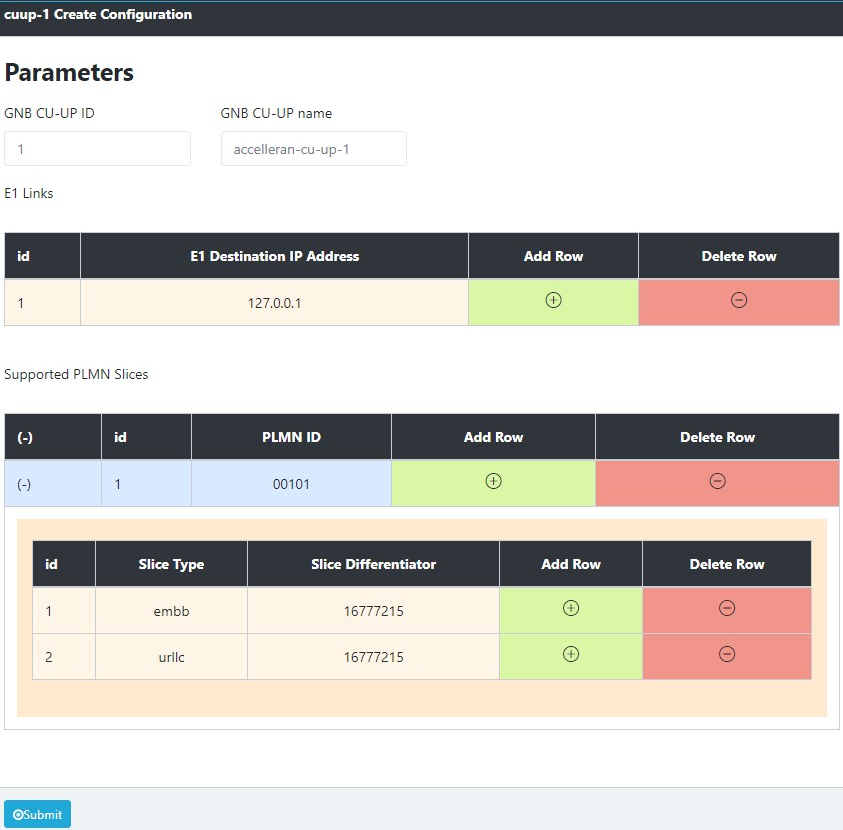 cuup-1 Create Configuration
Parameters
GNB CU-UP ID GNB CU-UP name
1 accelleran-cu-up-1
E1 Links
id E1 Destination IP Address Add Row Delete Row
1 127.0.0.1
Supported PLMN Slices
(-) id PLMN ID Add Row Delete Row
(-) 1 00101
id Slice Type Slice Differentiator Add Row Delete Row
1 embb 16777215
2 urllc 16777215
Submit